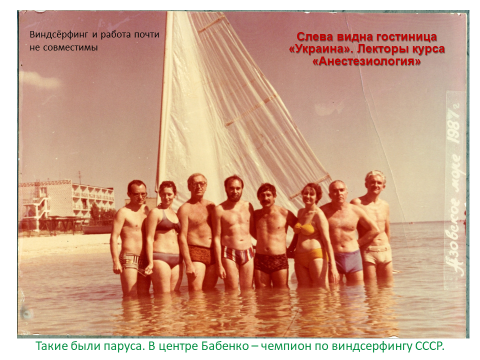 Виндсёрфинг и работа почти
не совместимы
Слева видна гостиница
«Украина». Лекторы курса
«Анестезиология»
Азовское море 1987г
Такие были паруса. В центре Бабенко – чемпион по виндсерфингу СССР.